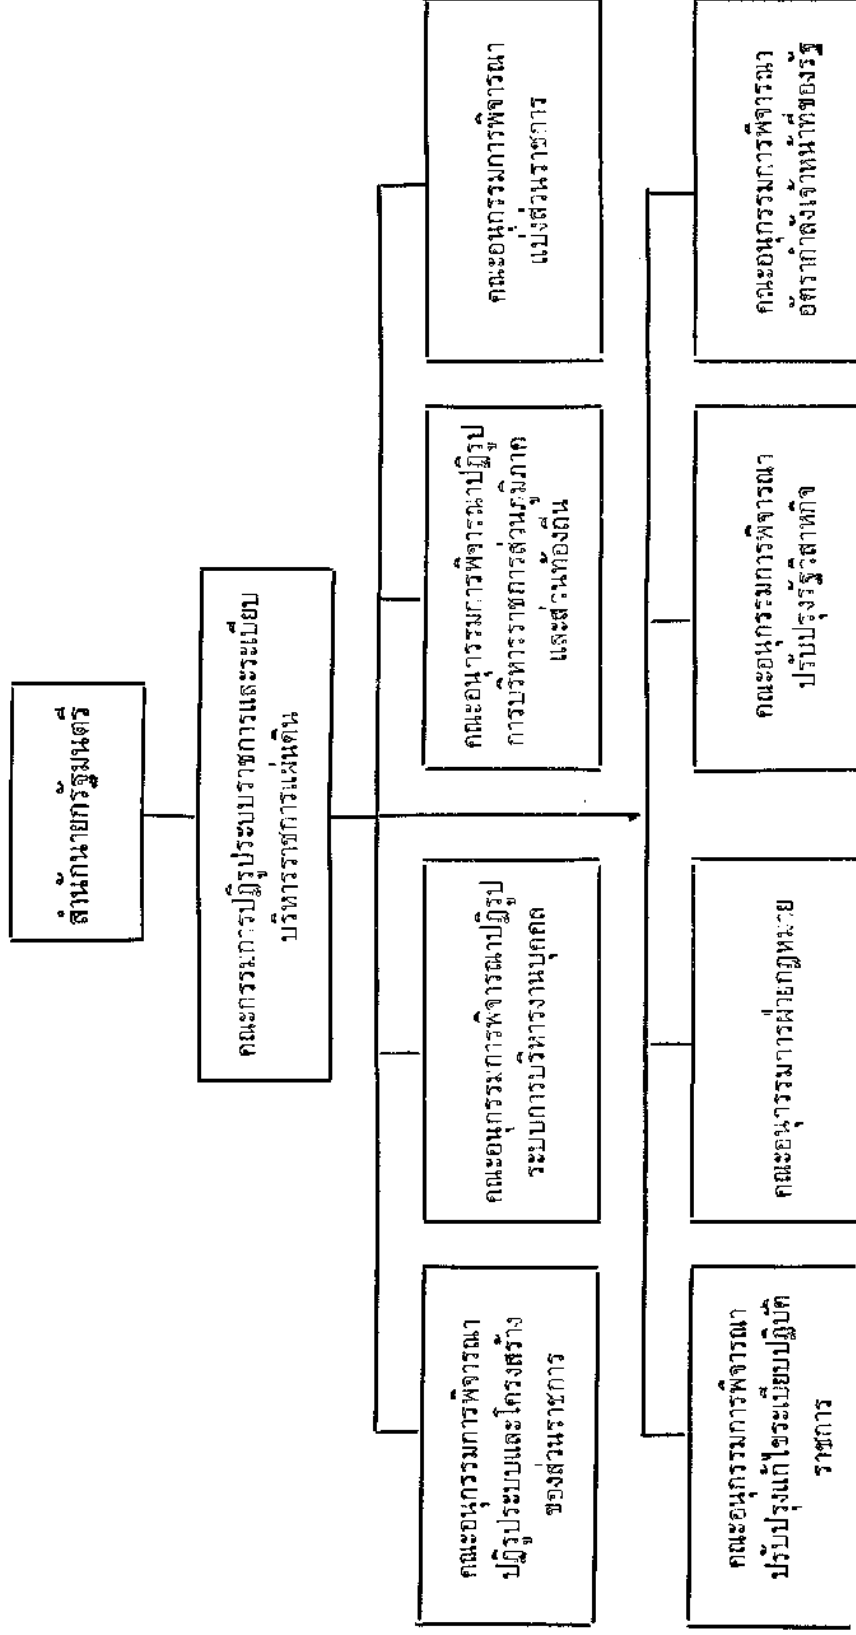 สำนักนายกรัฐมนตรี
คณะกรรมการปฏิรูประบบราชการและระเบียบ
บริหารราชการแผ่นดิน
คณะอนุกรรมการพิจารณา
ปฏิรูประบบและโครงสร้าง
ของส่วนราชการ
คณะอนุกรรมการพิจารณาปฏิรูป
ระบบการบริหารงานบุคคล
คณะอนุกรรมการพิจารณาปฏิรูป
การบริหารราชการส่วนภูมิภาค
และส่วนท้องถิ่น
คณะอนุกรรมการพิจารณา
แบ่งส่วนราชการ
คณะอนุกรรมการพิจารณา
ปรับปรุงแก้ไขระเบียบปฏิบัติ
ราชการ
คณะอนุกรรมการฝ่ายกฎหมาย
คณะอนุกรรมการพิจารณา
ปรับปรุงรัฐวิสาหกิจ
คณะอนุกรรมการพิจารณา
อัตรากำลังเจ้าหน้าที่ของรัฐ